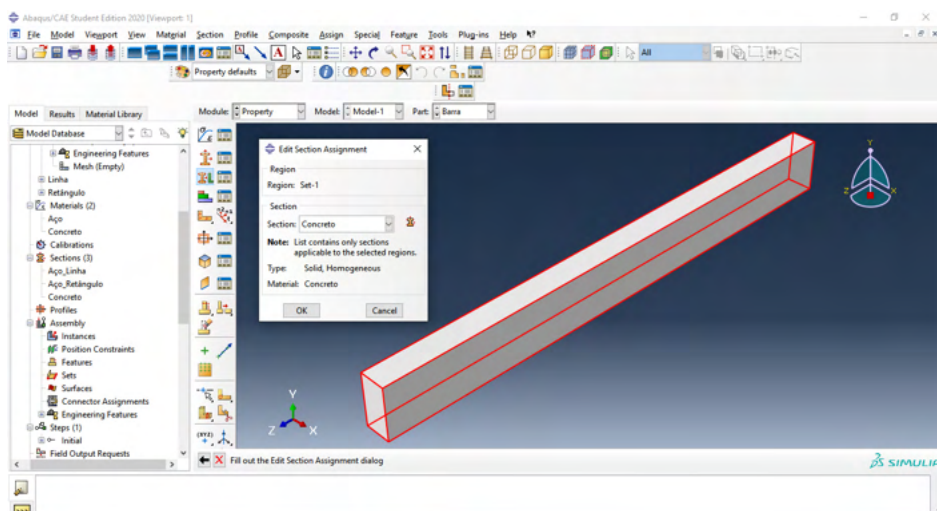 Abaqus/CAE Student Edition 2020 [Viewport: 1]
File Model Viewport View Material Section Profile Composite Assign Special Feature Tools Plug-ins Help
All
Property defaults
Model Results Material Library
Module: Property Model: Model-1 Part: Barra
Model Database
Engineering Features
Mesh (Empty)
Linha
Retângulo
Materials (2)
Aço
Concreto
Calibrations
Sections (3)
Aço_Linha
Aço_Retângulo
Concreto
Profiles
Assembly
Instances
Position Constraints
Features
Sets
Surfaces
Connector Assignments
Engineering Features
Steps (1)
Initial
Field Output Requests
Edit Section Assignment
Region
Region: Set-1
Section
Section: Concreto
Note: List contains only sections
applicable to the selected regions.
Type: Solid, Homogeneous
Material: Concreto
OK Cancel
Y
Z X
Y
Z X
(XYZ)
Fill out the Edit Section Assignment dialog
SIMULIA